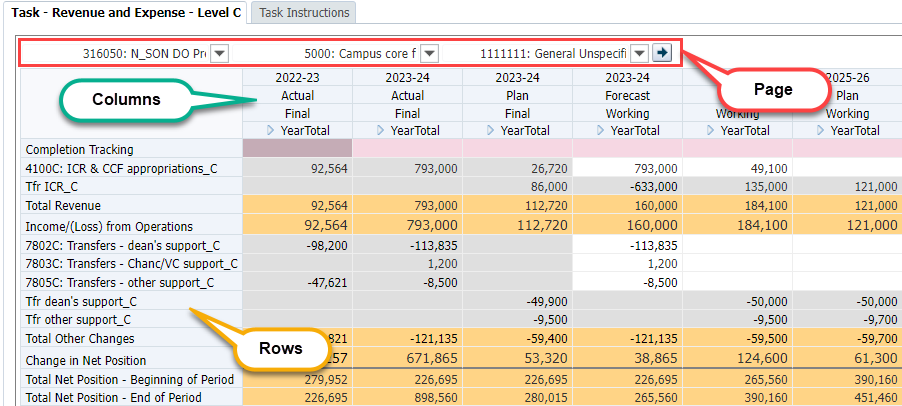 Task - Revenue and Expense - Level C Task Instructions
316050: N_SON DO Pr 5000: Campus core f 1111111: General Unspecifi
2022-23 2023-24 2023-24 2023-24 2025-26
Actual Actual Plan Forecast Plan
Final Final Final Working Working Working
YearTotal YearTotal YearTotal YearTotal YearTotal YearTotal
Columns
Page
Completion Tracking
4100C: ICR & CCF appropriations_C 92,564 793,000 26,720 793,000 49,100
Tfr ICR_C 86,000 -633,000 135,000 121,000
Total Revenue 92,564 793,000 112,720 160,000 184,100 121,000
Income/(Loss) from Operations 92,564 793,000 112,720 160,000 184,100 121,000
7802C: Transfers - dean's support_C -98,200 -113,835 -113,835
7803C: Transfers - Chanc/VC support_C 1,200 1,200
7805C: Transfers - other support_C -47,621 -8,500 -8,500
Tfr dean's support_C -49,900 -50,000 -50,000
Tfr other support_C -9,500 -9,500 -9,700
Total Other Changes 821 -121,135 -59,400 -121,135 -59,500 -59,700
Rows
Change in Net Position 257 671,865 53,320 38,865 124,600 61,300
Total Net Position - Beginning of Period 279,952 226,695 226,695 226,695 265,560 390,160
Total Net Position - End of Period 226,695 898,560 280,015 265,560 390,160 451,460